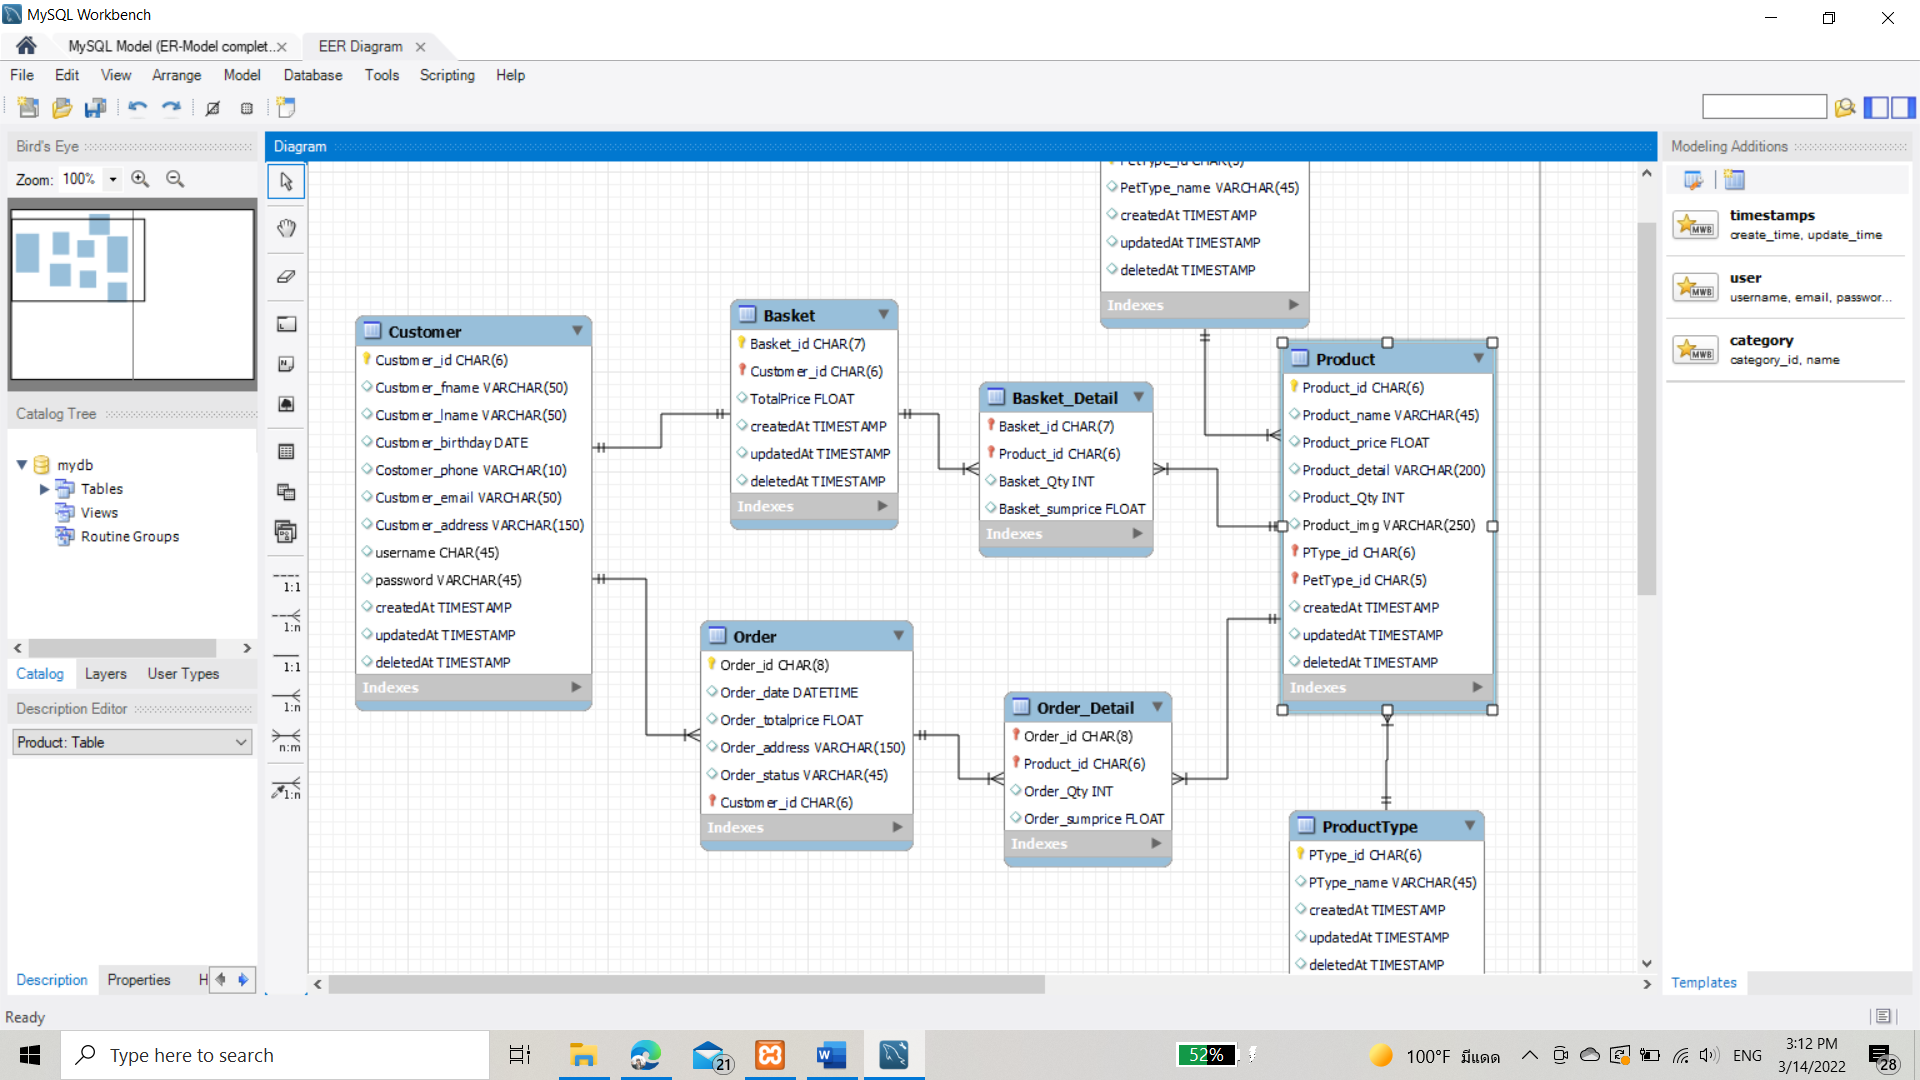 MySQL Workbench
MySQL Model (ER-Model complet..
EER Diagram
File Edit View Arrange Model Database Tools Scripting Help
Bird's Eye
Zoom: 100%
Catalog Tree
mydb
Tables
Views
Routine Groups
Catalog Layers User Types
Description Editor
Product: Table
Description Properties H
Ready
Diagram
1:1
1:n
1:1
1:n
n:m
1:n
Customer
Customer_id CHAR(6)
Customer_fname VARCHAR(50)
Customer_lname VARCHAR(50)
Customer_birthday DATE
Costomer_phone VARCHAR(10)
Customer_email VARCHAR(50)
Customer_address VARCHAR(150)
username CHAR(45)
password VARCHAR(45)
createdAt TIMESTAMP
updatedAt TIMESTAMP
deletedAt TIMESTAMP
Indexes
Basket
Basket_id CHAR(7)
Customer_id CHAR(6)
TotalPrice FLOAT
createdAt TIMESTAMP
updatedAt TIMESTAMP
deletedAt TIMESTAMP
Indexes
Order
Order_id CHAR(8)
Order_date DATETIME
Order_totalprice FLOAT
Order_address VARCHAR(150)
Order_status VARCHAR(45)
Customer_id CHAR(6)
Indexes
Basket_Detail
Basket_id CHAR(7)
Product_id CHAR(6)
Basket_Qty INT
Basket_sumprice FLOAT
Indexes
Order_Detail
Order_id CHAR(8)
Product_id CHAR(6)
Order_Qty INT
Order_sumprice FLOAT
Indexes
PetType_id CHAR(5)
PetType_name VARCHAR(45)
createdAt TIMESTAMP
updatedAt TIMESTAMP
deletedAt TIMESTAMP
Indexes
Product
Product_id CHAR(6)
Product_name VARCHAR(45)
Product_price FLOAT
Product_detail VARCHAR(200)
Product_Qty INT
Product_img VARCHAR(250)
PType_id CHAR(6)
PetType_id CHAR(5)
createdAt TIMESTAMP
updatedAt TIMESTAMP
deletedAt TIMESTAMP
Indexes
ProductType
PType_id CHAR(6)
PType_name VARCHAR(45)
createdAt TIMESTAMP
updatedAt TIMESTAMP
deletedAt TIMESTAMP
Modeling Additions
MWB
timestamps
create_time, update_time
MWB
user
username, email, passwor...
MWB
category
category_id, name
Templates
Type here to search
21
W
52%
100°F มีแดด
ENG
3:12 PM
3/14/2022
28